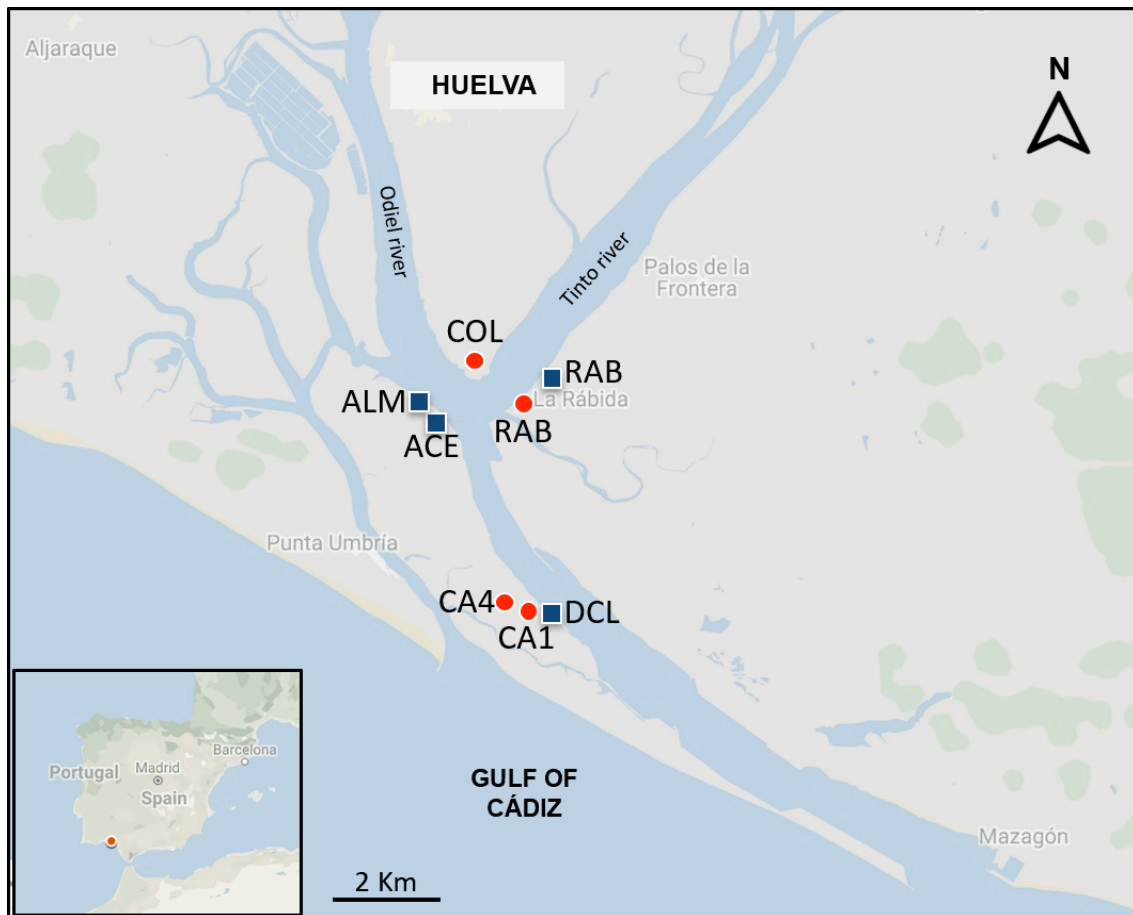 Aljaraque
HUELVA
N
Odiel river
Tinto river
Palos de la
Frontera
COL
RAB
La Rábida
ALM
RAB
ACE
Punta Umbría
CA4
DCL
CA1
Barcelona
Portugal
Madrid
Spain
GULF OF
CÁDIZ
Mazagón
2 Km